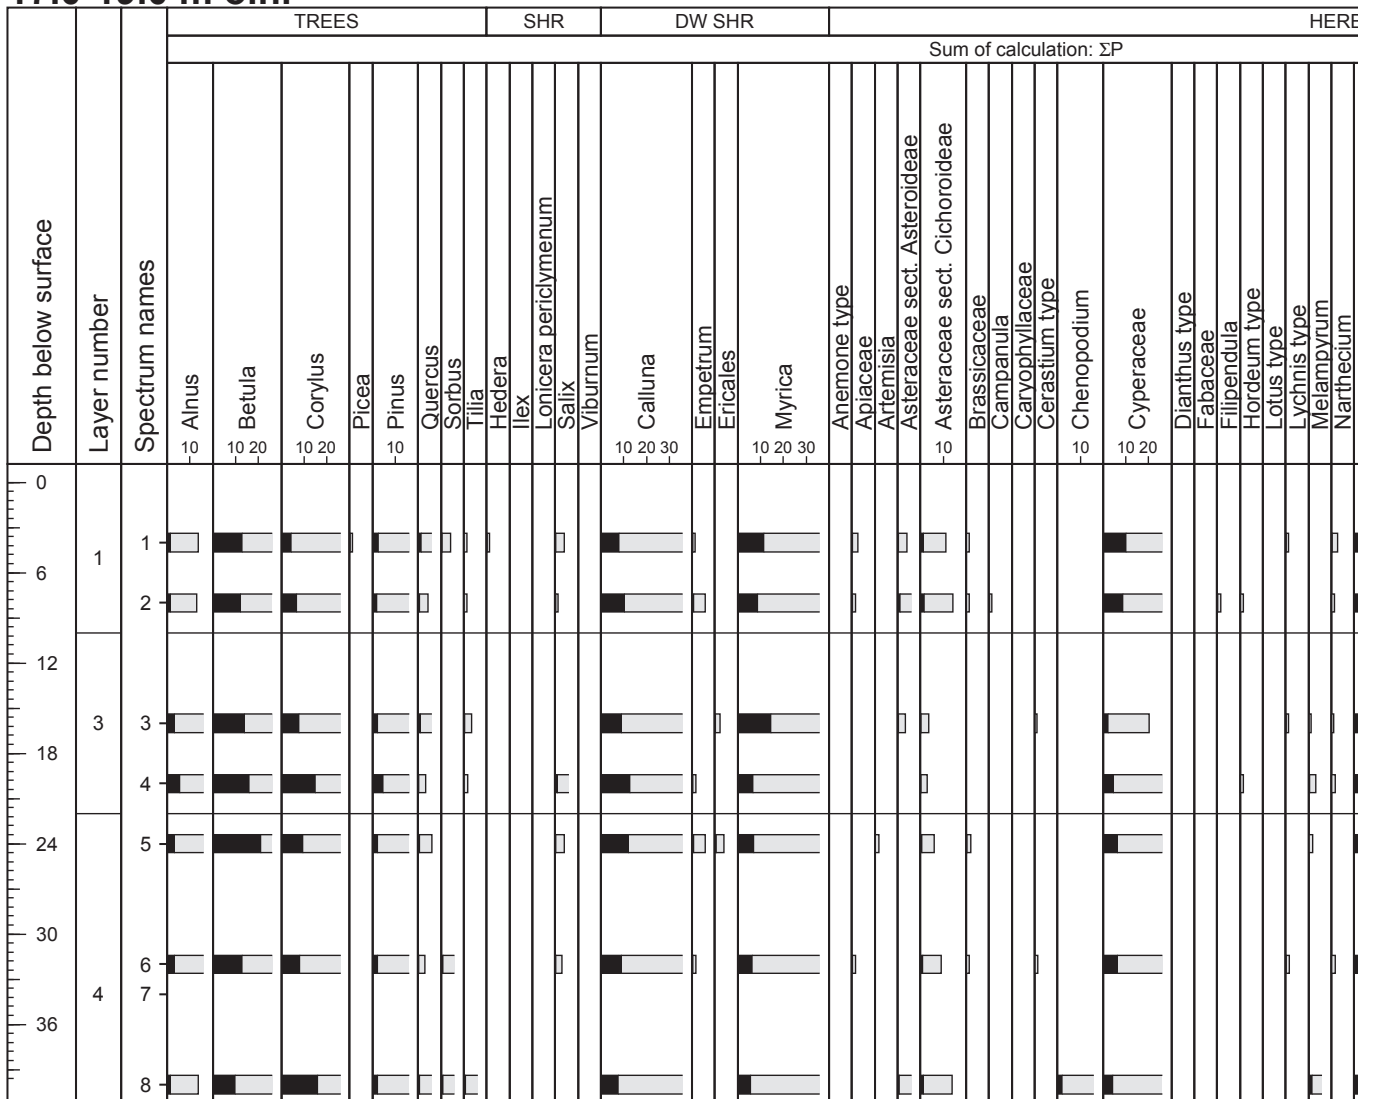 TREES SHR DW SHR HERE
Sum of calculation: ΣP
Depth below surface
Layer number
Spectrum names
Alnus
Betula
Corylus
Picea
Pinus
Quercus
Sorbus
Tilia
Hedera
Ilex
Lonicera periclymenum
Salix
Viburnum
Calluna
Empetrum
Ericales
Myrica
Anemone type
Apiaceae
Artemisia
Asteraceae sect. Asteroideae
Asteraceae sect. Cichoroideae
Brassicaceae
Campanula
Caryophyllaceae
Cerastium type
Chenopodium
Cyperaceae
Dianthus type
Fabaceae
Filipendula
Hordeum type
Lotus type
Lychnis type
Melampyrum
Narthecium
10 10 20 10 20 10 10 20 30 10 20 30 10 10 10 20
0
1
1
6
2
12
3
3
18
4
24
5
30
6
4
7
36
8